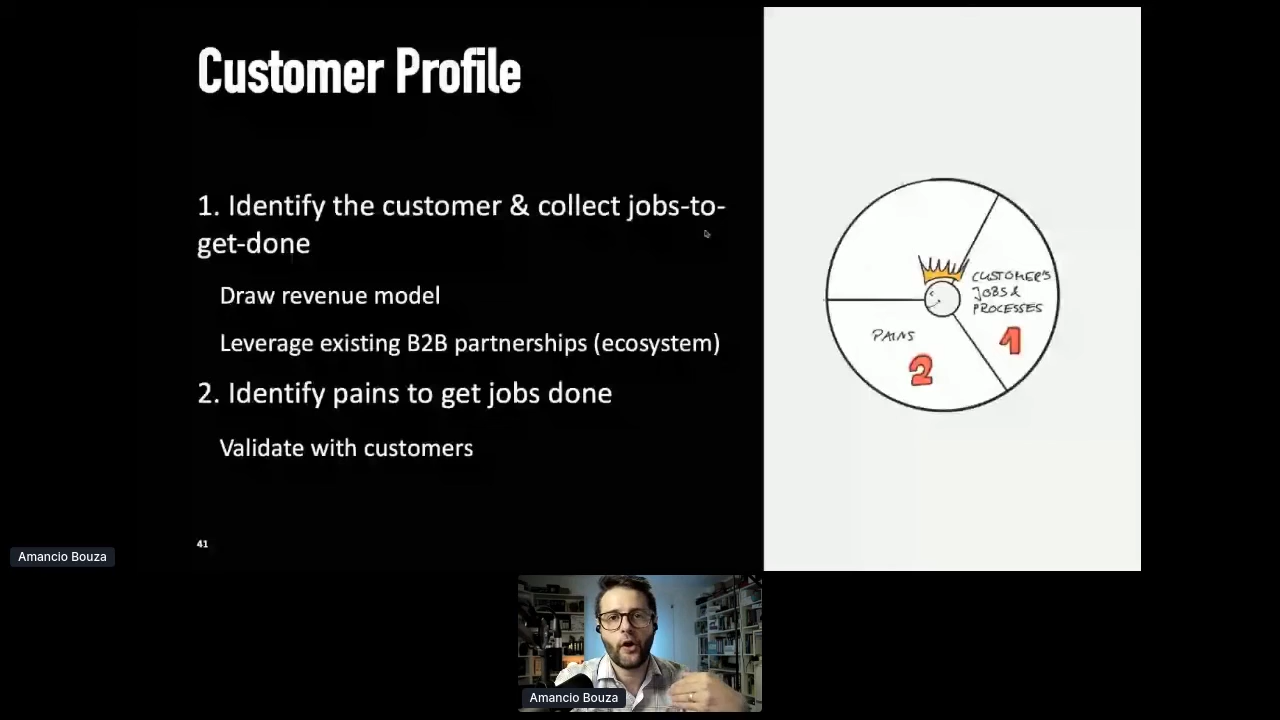 Customer Profile
1. Identify the customer & collect jobs-to-
get-done
Draw revenue model
Leverage existing B2B partnerships (ecosystem)
2. Identify pains to get jobs done
Validate with customers
41
CUSTOMER'S
JOBS &
PROCESSES
1
PAINS
2
Amancio Bouza
Amancio Bouza